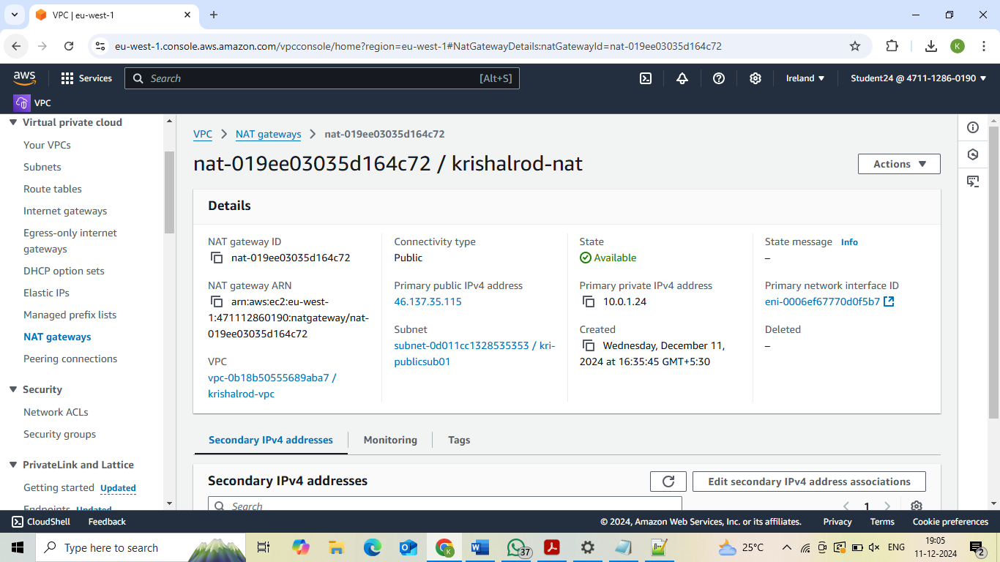 VPC | eu-west-1
eu-west-1.console.aws.amazon.com/vpcconsole/home?region=eu-west-1#NatGatewayDetails:natGatewayId=nat-019ee03035d164c72
K
aws
Services
Search
[Alt+S]
Ireland
Student24 @ 4711-1286-0190
VPC
Virtual private cloud
Your VPCs
Subnets
Route tables
Internet gateways
Egress-only internet
gateways
DHCP option sets
Elastic IPs
Managed prefix lists
NAT gateways
Peering connections
Security
Network ACLs
Security groups
PrivateLink and Lattice
Getting started Updated
Endpoints Updated
VPC
NAT gateways
nat-019ee03035d164c72
nat-019ee03035d164c72 / krishalrod-nat
Actions
Details
NAT gateway ID
nat-019ee03035d164c72
NAT gateway ARN
arn:aws:ec2:eu-west-
1:471112860190:natgateway/nat-
019ee03035d164c72
VPC
vpc-0b18b50555689aba7 /
krishalrod-vpc
Connectivity type
Public
Primary public IPv4 address
46.137.35.115
Subnet
subnet-0d011cc1328535353 / kri-
publicsub01
State
Available
Primary private IPv4 address
10.0.1.24
Created
Wednesday, December 11,
2024 at 16:35:45 GMT+5:30
State message Info
–
Primary network interface ID
eni-0006ef67770d0f5b7
Deleted
–
Secondary IPv4 addresses
Monitoring
Tags
Secondary IPv4 addresses
Edit secondary IPv4 address associations
Search
1
CloudShell
Feedback
© 2024, Amazon Web Services, Inc. or its affiliates.
Privacy
Terms
Cookie preferences
Type here to search
37
25°C
ENG
19:05
11-12-2024
2